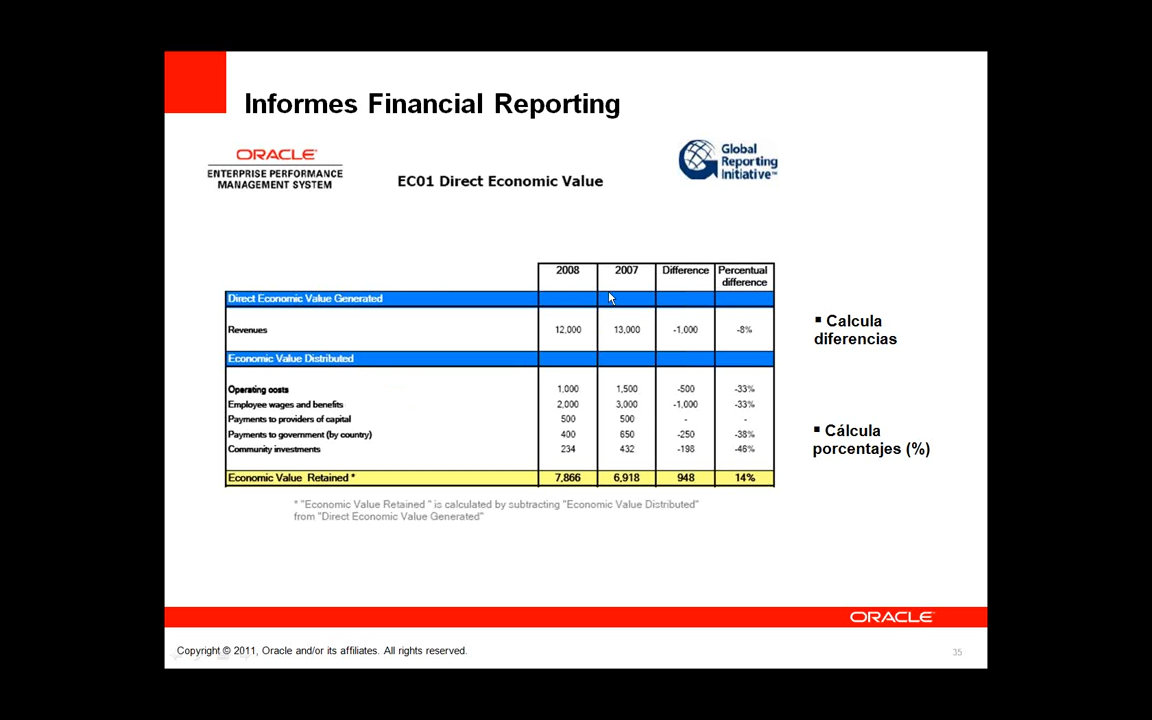 Informes Financial Reporting
ORACLE
ENTERPRISE PERFORMANCE
MANAGEMENT SYSTEM
EC01 Direct Economic Value
Global
Reporting
Initiative™
2008 2007 Difference Percentual
difference
Direct Economic Value Generated
Revenues 12,000 13,000 -1,000 -8%
Economic Value Distributed
Operating costs 1,000 1,500 -500 -33%
Employee wages and benefits 2,000 3,000 -1,000 -33%
Payments to providers of capital 500 500 - -
Payments to government (by country) 400 650 -250 -38%
Community investments 234 432 -198 -46%
Economic Value Retained * 7,866 6,918 948 14%
* "Economic Value Retained " is calculated by subtracting "Economic Value Distributed"
from "Direct Economic Value Generated"
▪ Calcula
diferencias
▪ Cálcula
porcentajes (%)
ORACLE
Copyright © 2011, Oracle and/or its affiliates. All rights reserved.
35